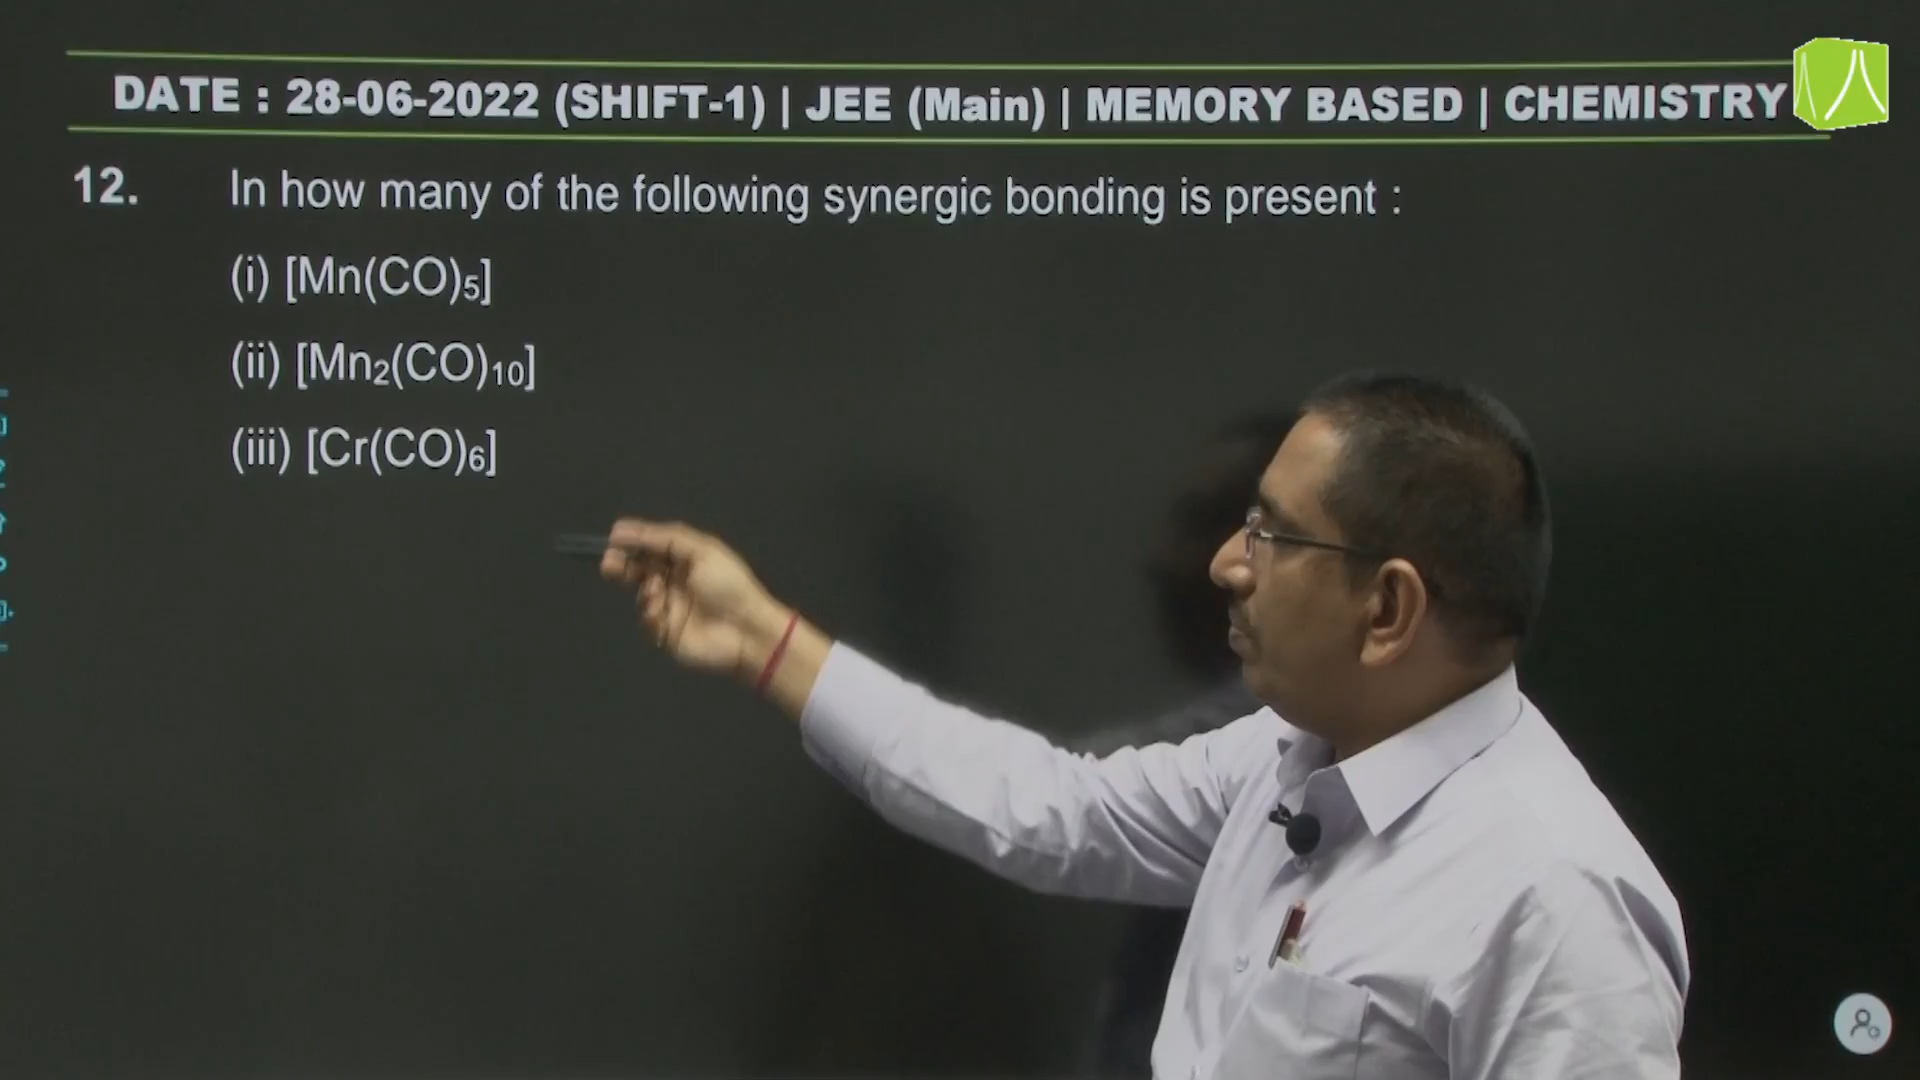 DATE : 28-06-2022 (SHIFT-1) | JEE (Main) | MEMORY BASED | CHEMISTRY
12. In how many of the following synergic bonding is present :
(i) [Mn(CO)₅]
(ii) [Mn₂(CO)₁₀]
(iii) [Cr(CO)₆]